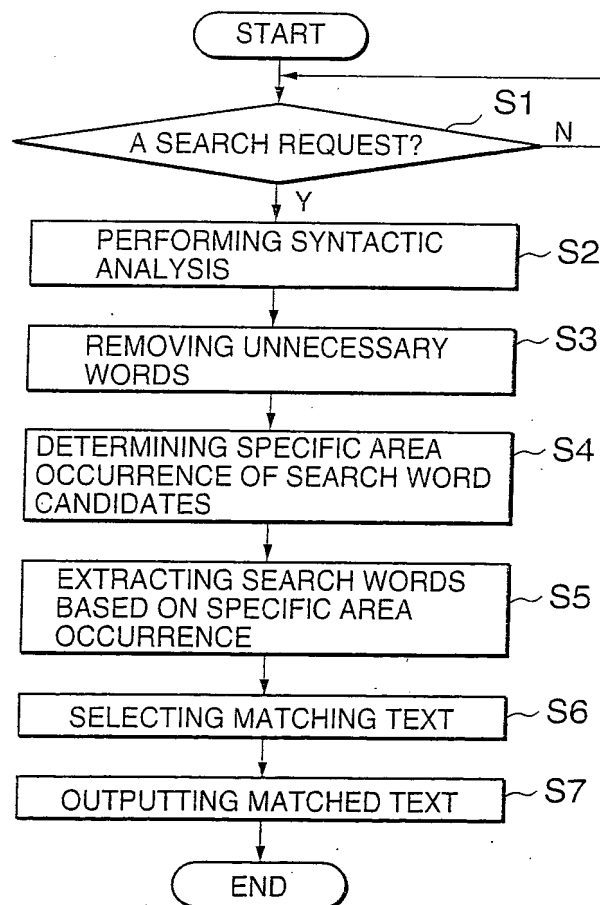 START
S1
A SEARCH REQUEST?
N
Y
PERFORMING SYNTACTIC
ANALYSIS
S2
REMOVING UNNECESSARY
WORDS
S3
DETERMINING SPECIFIC AREA
OCCURRENCE OF SEARCH WORD
CANDIDATES
S4
EXTRACTING SEARCH WORDS
BASED ON SPECIFIC AREA
OCCURRENCE
S5
SELECTING MATCHING TEXT
S6
OUTPUTTING MATCHED TEXT
S7
END